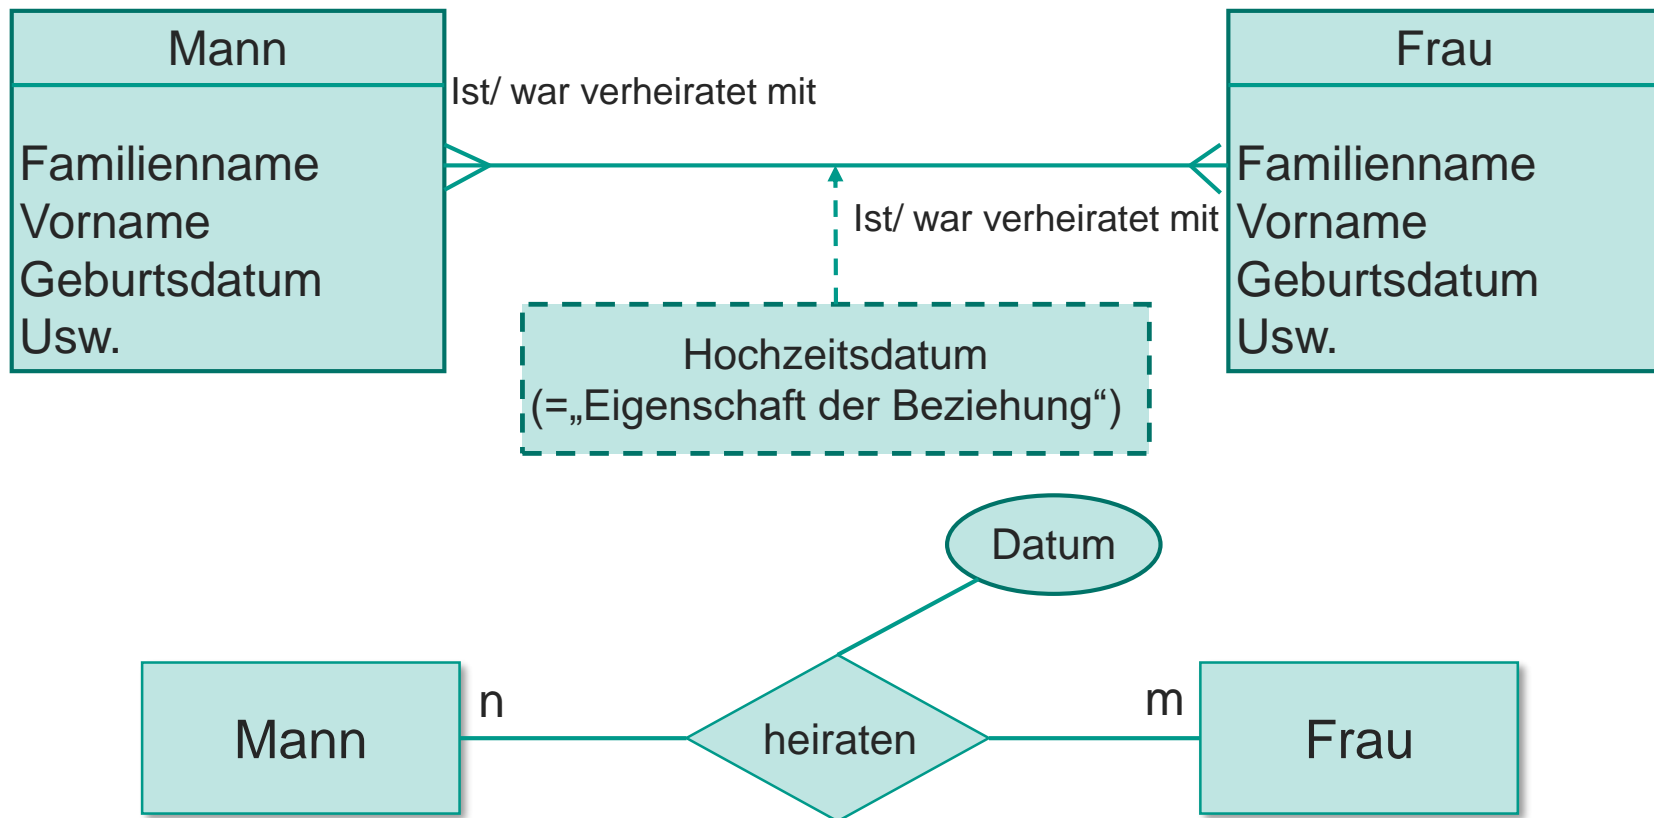 Mann
Frau
Ist/ war verheiratet mit
Familienname
Vorname
Geburtsdatum
Usw.
Ist/ war verheiratet mit
Familienname
Vorname
Geburtsdatum
Usw.
Hochzeitsdatum
(=„Eigenschaft der Beziehung“)
Datum
Mann
n
heiraten
m
Frau